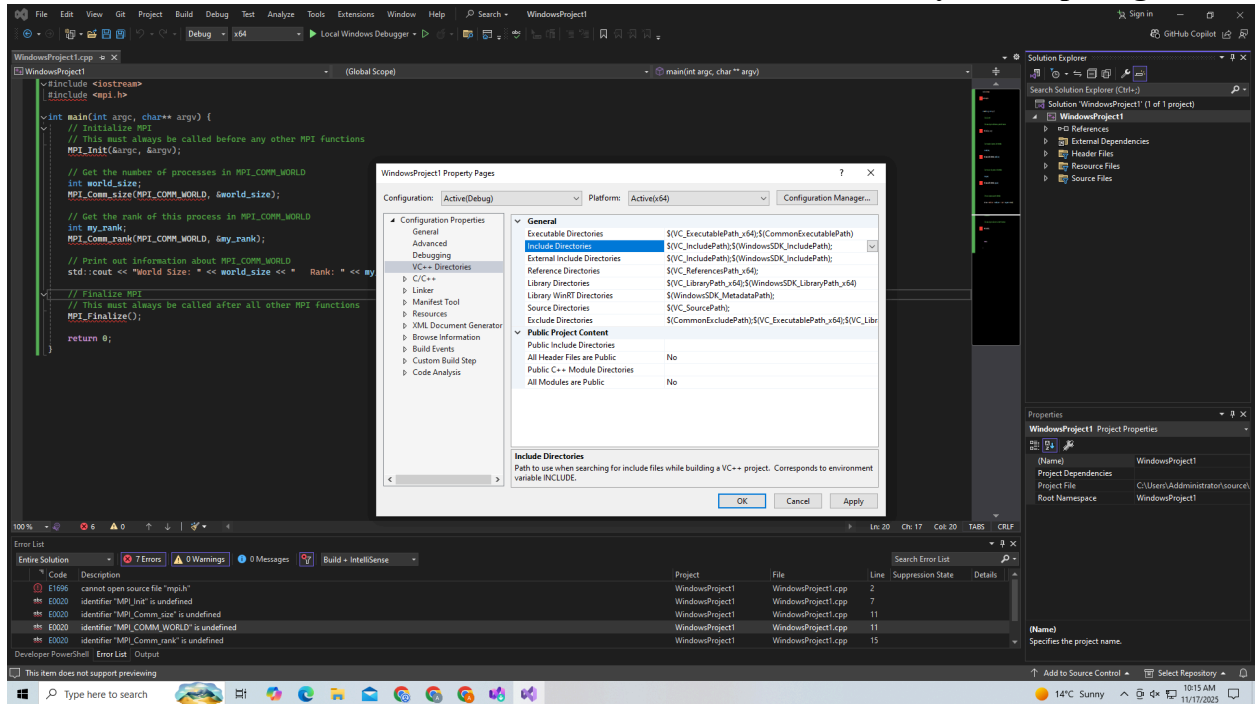 File Edit View Git Project Build Debug Test Analyze Tools Extensions Window Help Search WindowsProject1 Sign in
Debug x64 Local Windows Debugger GitHub Copilot
WindowsProject1.cpp
WindowsProject1 (Global Scope) main(int argc, char ** argv)
#include <iostream>
#include <mpi.h>
int main(int argc, char** argv) {
// Initialize MPI
// This must always be called before any other MPI functions
MPI_Init(&argc, &argv);
// Get the number of processes in MPI_COMM_WORLD
int world_size;
MPI_Comm_size(MPI_COMM_WORLD, &world_size);
// Get the rank of this process in MPI_COMM_WORLD
int my_rank;
MPI_Comm_rank(MPI_COMM_WORLD, &my_rank);
// Print out information about MPI_COMM_WORLD
std::cout << "World Size: " << world_size << "   Rank: " << my
// Finalize MPI
// This must always be called after all other MPI functions
MPI_Finalize();
return 0;
}
WindowsProject1 Property Pages ? X
Configuration: Active(Debug) Platform: Active(x64) Configuration Manager...
Configuration Properties
General
Advanced
Debugging
VC++ Directories
C/C++
Linker
Manifest Tool
Resources
XML Document Generator
Browse Information
Build Events
Custom Build Step
Code Analysis
General
Executable Directories $(VC_ExecutablePath_x64);$(CommonExecutablePath)
Include Directories $(VC_IncludePath);$(WindowsSDK_IncludePath);
External Include Directories $(VC_IncludePath);$(WindowsSDK_IncludePath);
Reference Directories $(VC_ReferencesPath_x64);
Library Directories $(VC_LibraryPath_x64);$(WindowsSDK_LibraryPath_x64)
Library WinRT Directories $(WindowsSDK_MetadataPath);
Source Directories $(VC_SourcePath);
Exclude Directories $(CommonExcludePath);$(VC_ExecutablePath_x64);$(VC_Libr
Public Project Content
Public Include Directories
All Header Files are Public No
Public C++ Module Directories
All Modules are Public No
Include Directories
Path to use when searching for include files while building a VC++ project. Corresponds to environment
variable INCLUDE.
OK Cancel Apply
Solution Explorer
Search Solution Explorer (Ctrl+;)
Solution 'WindowsProject1' (1 of 1 project)
WindowsProject1
References
External Dependencies
Header Files
Resource Files
Source Files
Properties
WindowsProject1 Project Properties
(Name) WindowsProject1
Project Dependencies
Project File C:\Users\Addministrator\source\
Root Namespace WindowsProject1
(Name)
Specifies the project name.
100 % 6 0 Ln: 20 Ch: 17 Col: 20 TABS CRLF
Error List
Entire Solution 7 Errors 0 Warnings 0 Messages Build + IntelliSense Search Error List
Code Description Project File Line Suppression State Details
E1696 cannot open source file "mpi.h" WindowsProject1 WindowsProject1.cpp 2
abc E0020 identifier "MPI_Init" is undefined WindowsProject1 WindowsProject1.cpp 7
abc E0020 identifier "MPI_Comm_size" is undefined WindowsProject1 WindowsProject1.cpp 11
abc E0020 identifier "MPI_COMM_WORLD" is undefined WindowsProject1 WindowsProject1.cpp 11
abc E0020 identifier "MPI_Comm_rank" is undefined WindowsProject1 WindowsProject1.cpp 15
Developer PowerShell Error List Output
This item does not support previewing Add to Source Control Select Repository
Type here to search 14°C Sunny 10:15 AM
11/17/2025